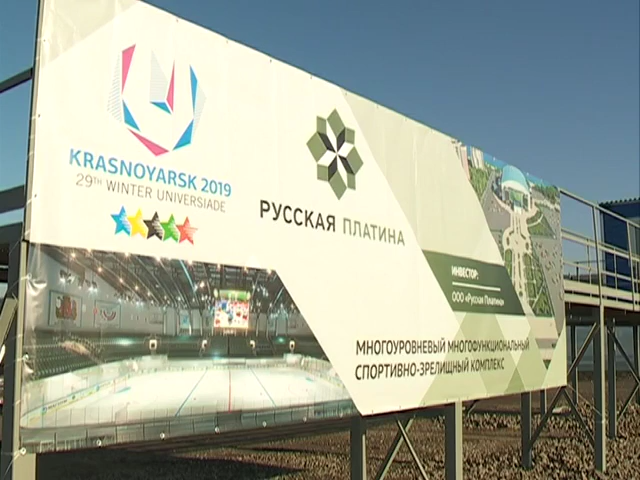 KRASNOYARSK 2019
29TH WINTER UNIVERSIADE
РУССКАЯ ПЛАТИНА
ИНВЕСТОР:
ООО «Русская Платина»
МНОГОУРОВНЕВЫЙ МНОГОФУНКЦИОНАЛЬНЫЙ
СПОРТИВНО-ЗРЕЛИЩНЫЙ КОМПЛЕКС